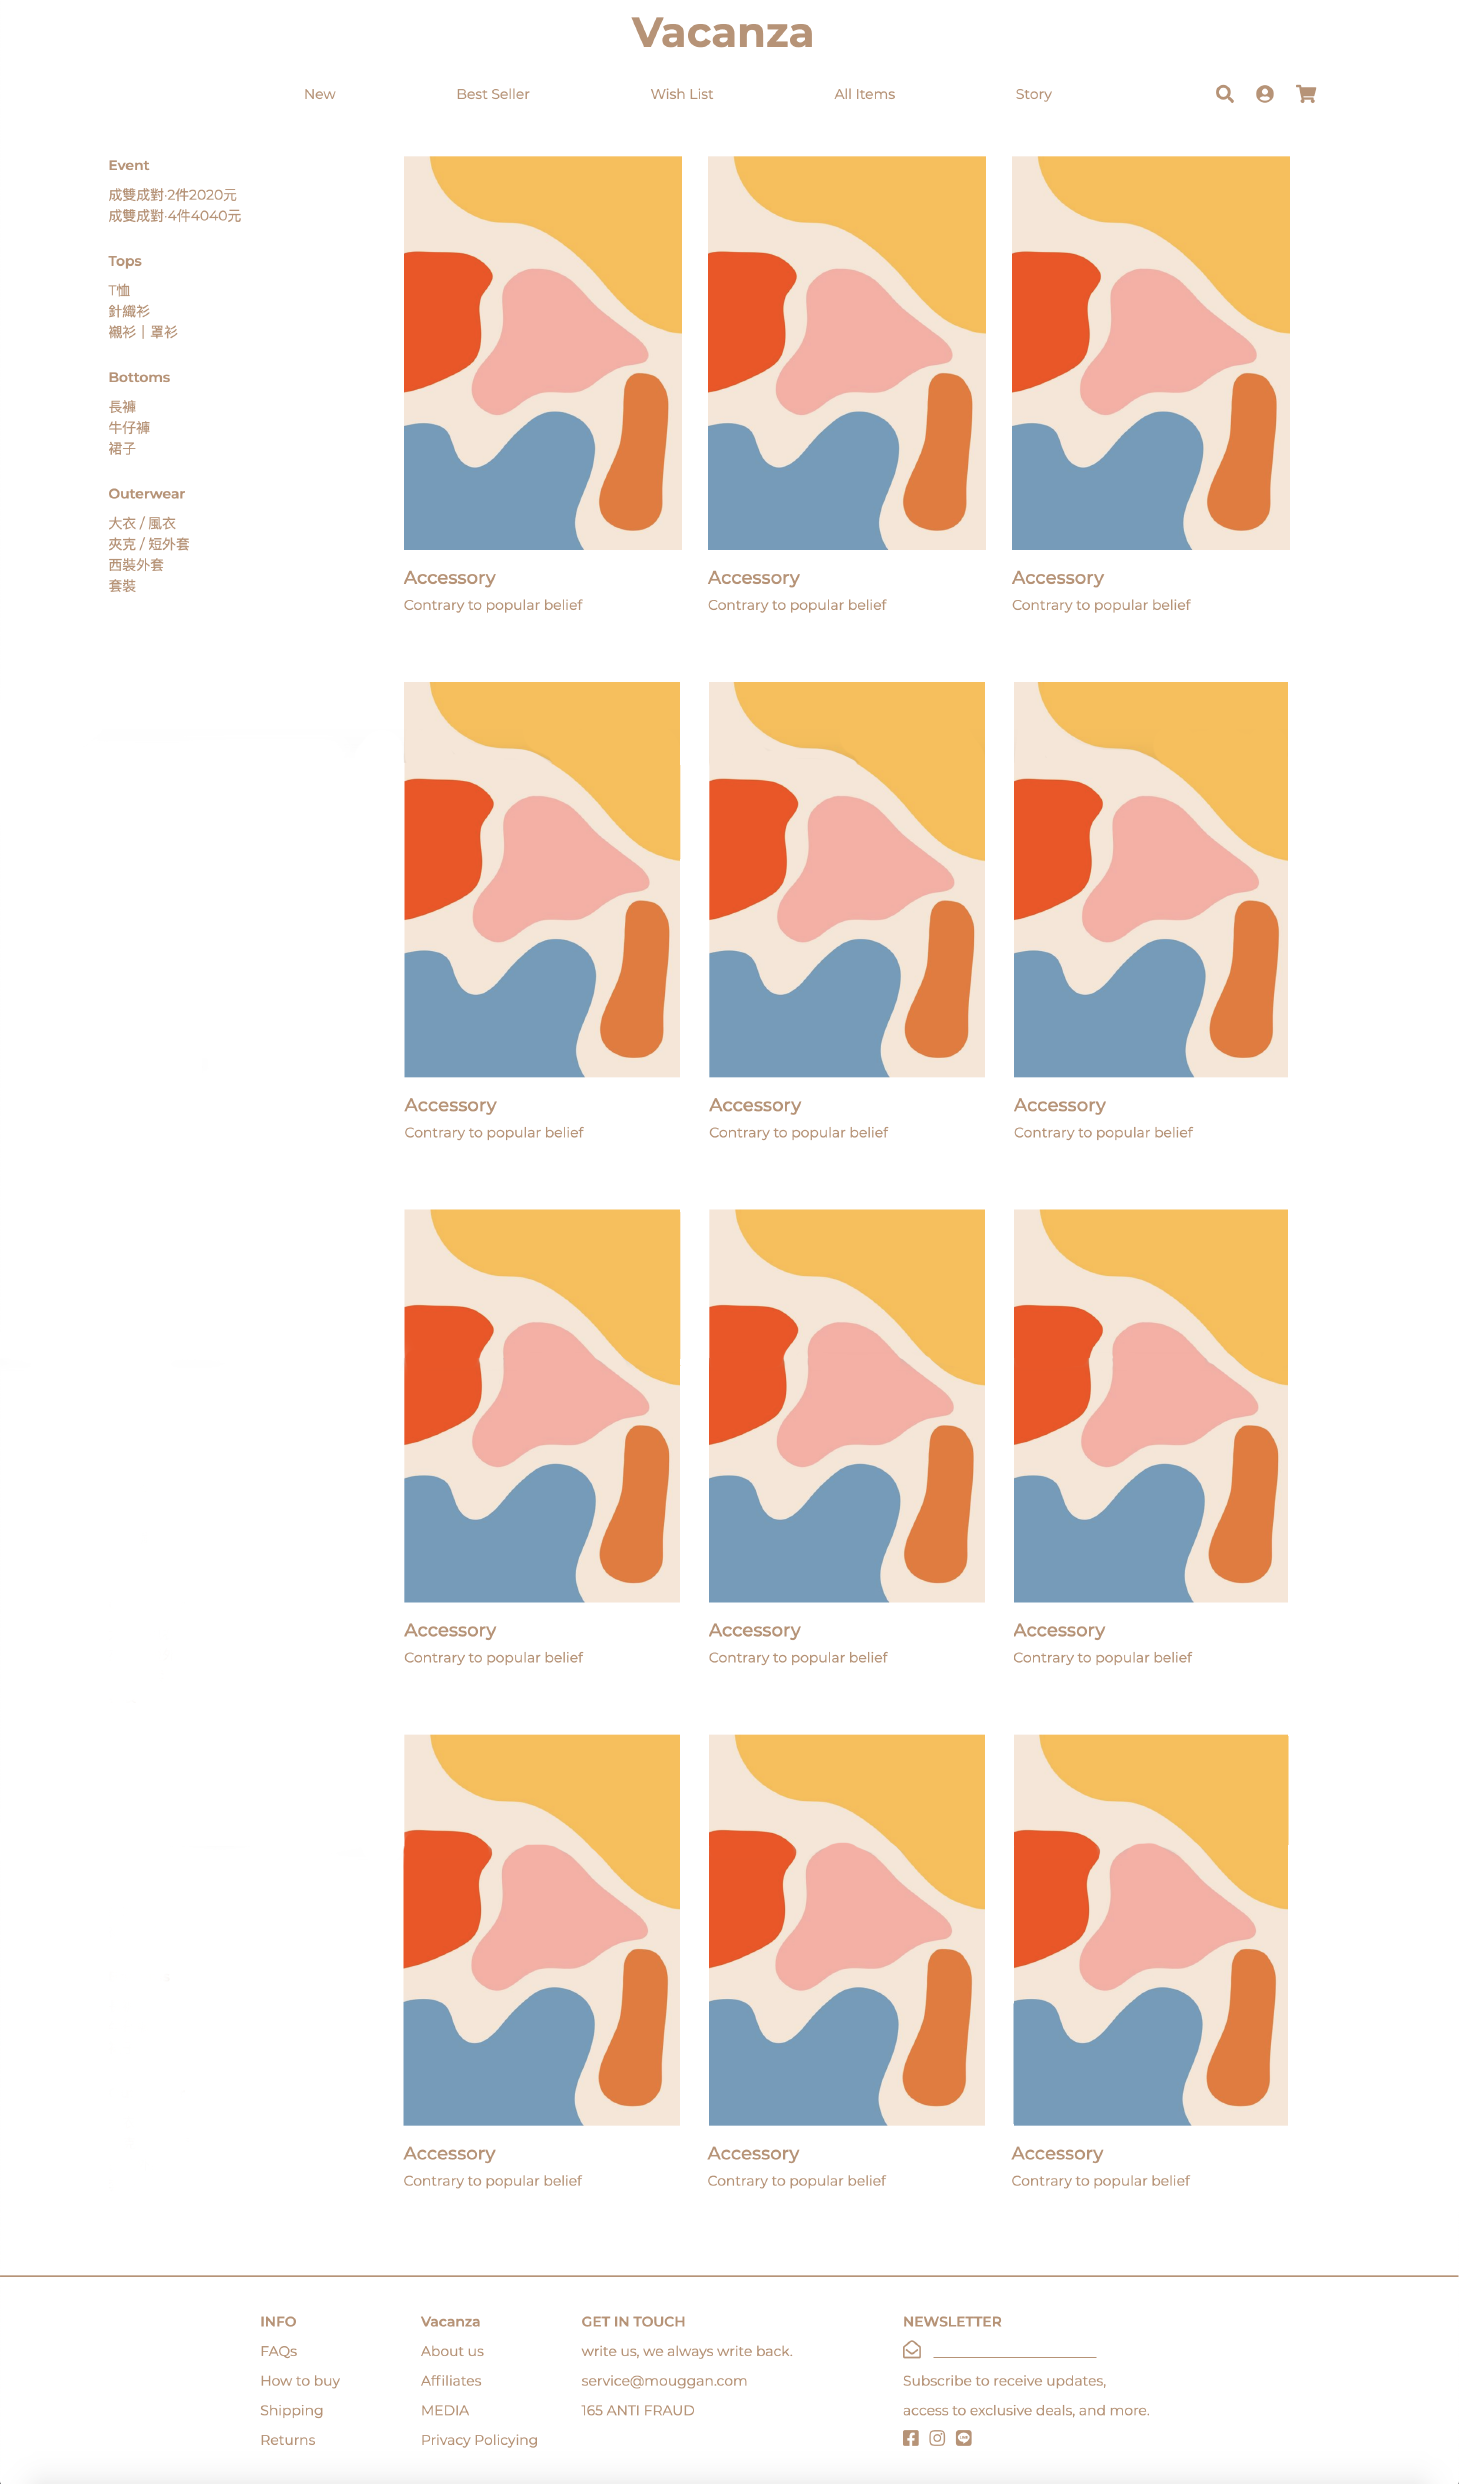 Vacanza
New
Best Seller
Wish List
All Items
Story
Event
成雙成對·2件2020元
成雙成對·4件4040元
Tops
T恤
針織衫
襯衫｜罩衫
Bottoms
長褲
牛仔褲
裙子
Outerwear
大衣 / 風衣
夾克 / 短外套
西裝外套
套裝
Accessory
Contrary to popular belief
Accessory
Contrary to popular belief
Accessory
Contrary to popular belief
Accessory
Contrary to popular belief
Accessory
Contrary to popular belief
Accessory
Contrary to popular belief
Accessory
Contrary to popular belief
Accessory
Contrary to popular belief
Accessory
Contrary to popular belief
Accessory
Contrary to popular belief
Accessory
Contrary to popular belief
Accessory
Contrary to popular belief
INFO
FAQs
How to buy
Shipping
Returns
Vacanza
About us
Affiliates
MEDIA
Privacy Policying
GET IN TOUCH
write us, we always write back.
service@mouggan.com
165 ANTI FRAUD
NEWSLETTER
Subscribe to receive updates,
access to exclusive deals, and more.